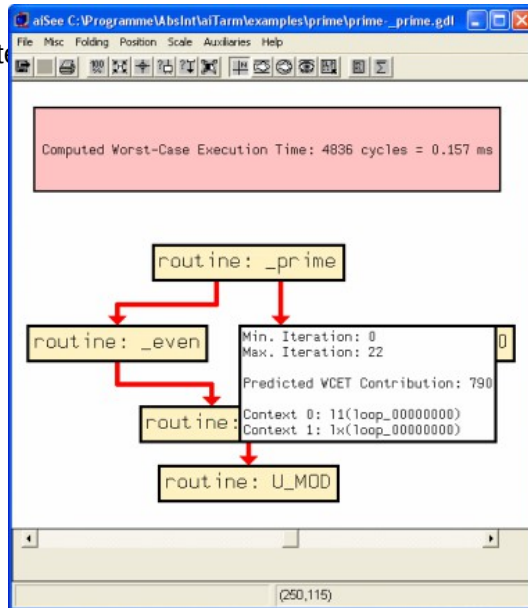 aiSee C:\Programme\AbsInt\aiTarm\examples\prime\prime-_prime.gdl
File Misc Folding Position Scale Auxiliaries Help
Computed Worst-Case Execution Time: 4836 cycles = 0.157 ms
routine: _prime
routine: _even
Min. Iteration: 0
Max. Iteration: 22
Predicted WCET Contribution: 790
Context 0: l1(loop_00000000)
Context 1: lx(loop_00000000)
routine:
routine: U_MOD
(250,115)